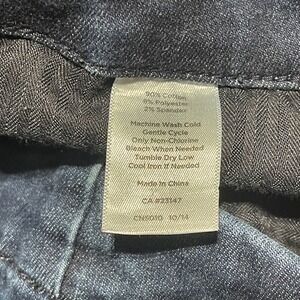 90% Cotton
8% Polyester
2% Spandex
Machine Wash Cold
Gentle Cycle
Only Non-Chlorine
Bleach When Needed
Tumble Dry Low
Cool Iron If Needed
Made In China
CA #23147
CNS010 10/14